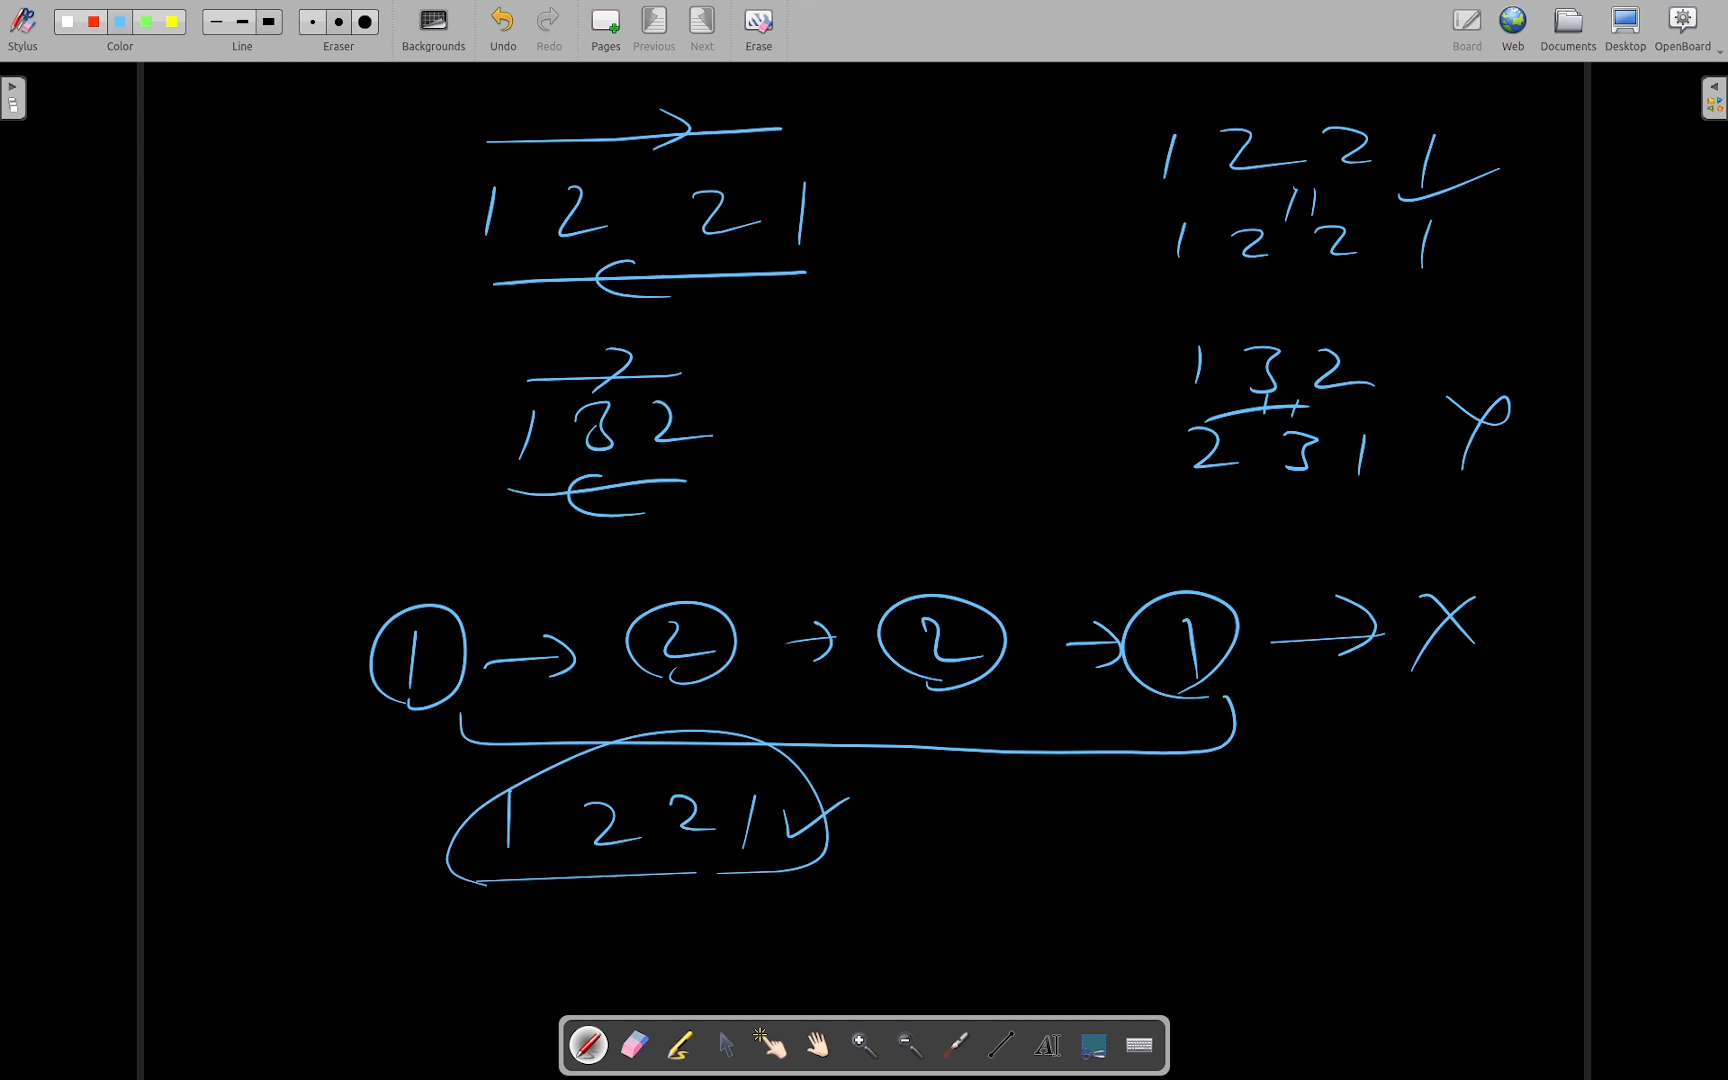 Stylus Color Line Eraser Backgrounds Undo Redo Pages Previous Next Erase Board Web Documents Desktop OpenBoard
1 2 2 1
1 2 2 1
1 2 2 1
1 3 2
1 3 2
2 3 1
1 → 2 → 2 → 1 → X
1 2 2 1 ✓
AI